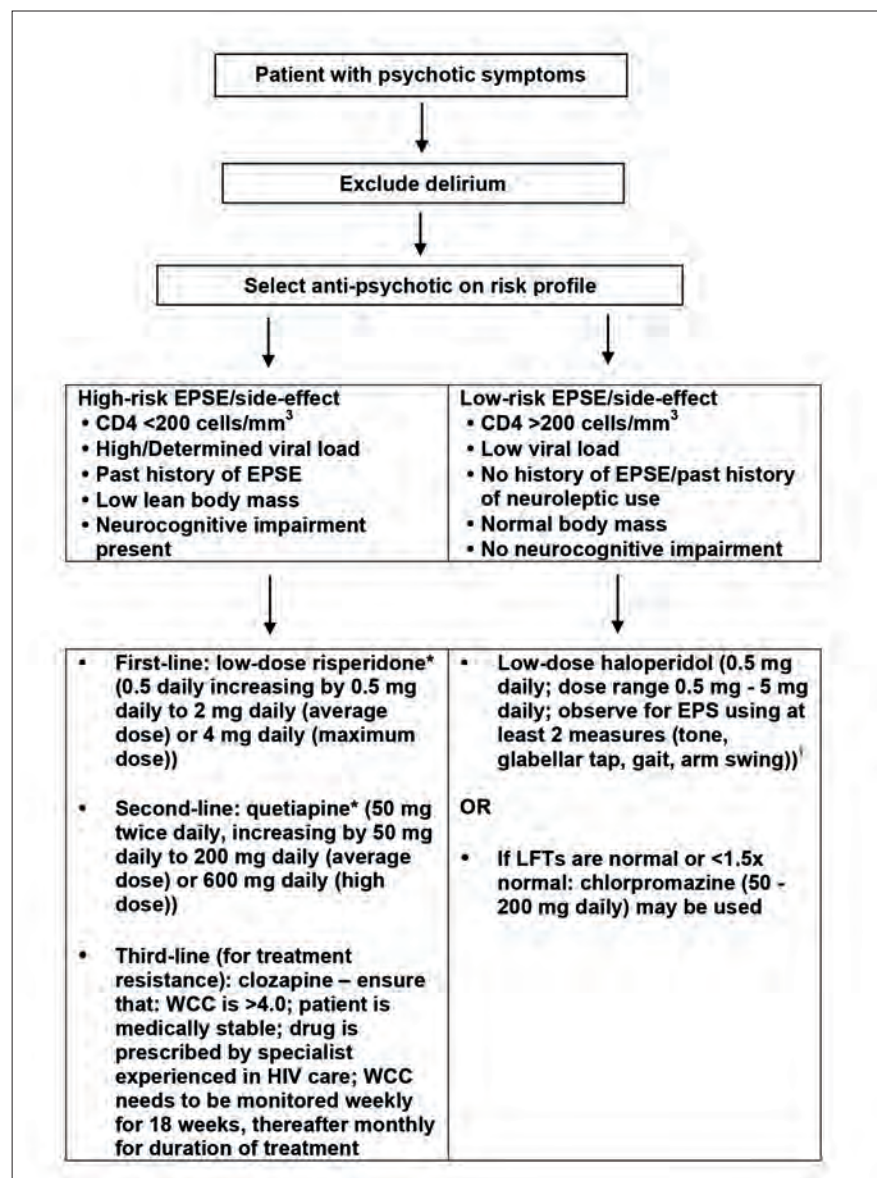 Patient with psychotic symptoms
Exclude delirium
Select anti-psychotic on risk profile
High-risk EPSE/side-effect
• CD4 <200 cells/mm³
• High/Determined viral load
• Past history of EPSE
• Low lean body mass
• Neurocognitive impairment
present
Low-risk EPSE/side-effect
• CD4 >200 cells/mm³
• Low viral load
• No history of EPSE/past history
of neuroleptic use
• Normal body mass
• No neurocognitive impairment
• First-line: low-dose risperidone*
(0.5 daily increasing by 0.5 mg
daily to 2 mg daily (average
dose) or 4 mg daily (maximum
dose))
• Second-line: quetiapine* (50 mg
twice daily, increasing by 50 mg
daily to 200 mg daily (average
dose) or 600 mg daily (high
dose))
• Third-line (for treatment
resistance): clozapine – ensure
that: WCC is >4.0; patient is
medically stable; drug is
prescribed by specialist
experienced in HIV care; WCC
needs to be monitored weekly
for 18 weeks, thereafter monthly
for duration of treatment
• Low-dose haloperidol (0.5 mg
daily; dose range 0.5 mg - 5 mg
daily; observe for EPS using at
least 2 measures (tone,
glabellar tap, gait, arm swing))†
OR
• If LFTs are normal or <1.5x
normal: chlorpromazine (50 -
200 mg daily) may be used